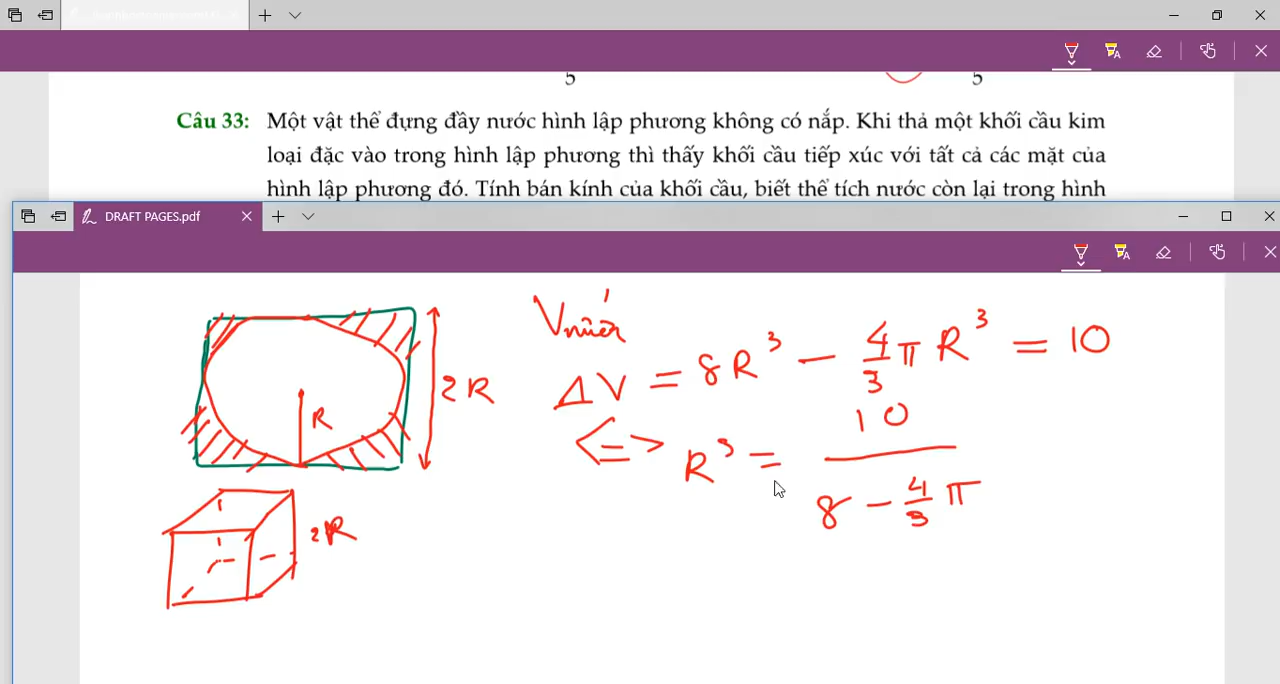 5 5
Câu 33: Một vật thể đựng đầy nước hình lập phương không có nắp. Khi thả một khối cầu kim
loại đặc vào trong hình lập phương thì thấy khối cầu tiếp xúc với tất cả các mặt của
hình lập phương đó. Tính bán kính của khối cầu, biết thể tích nước còn lại trong hình
DRAFT PAGES.pdf
Vnước
ΔV = 8R³ − 4/3 π R³ = 10
2R
R
<=> R³ = 10 / (8 − 4/3 π)
2R